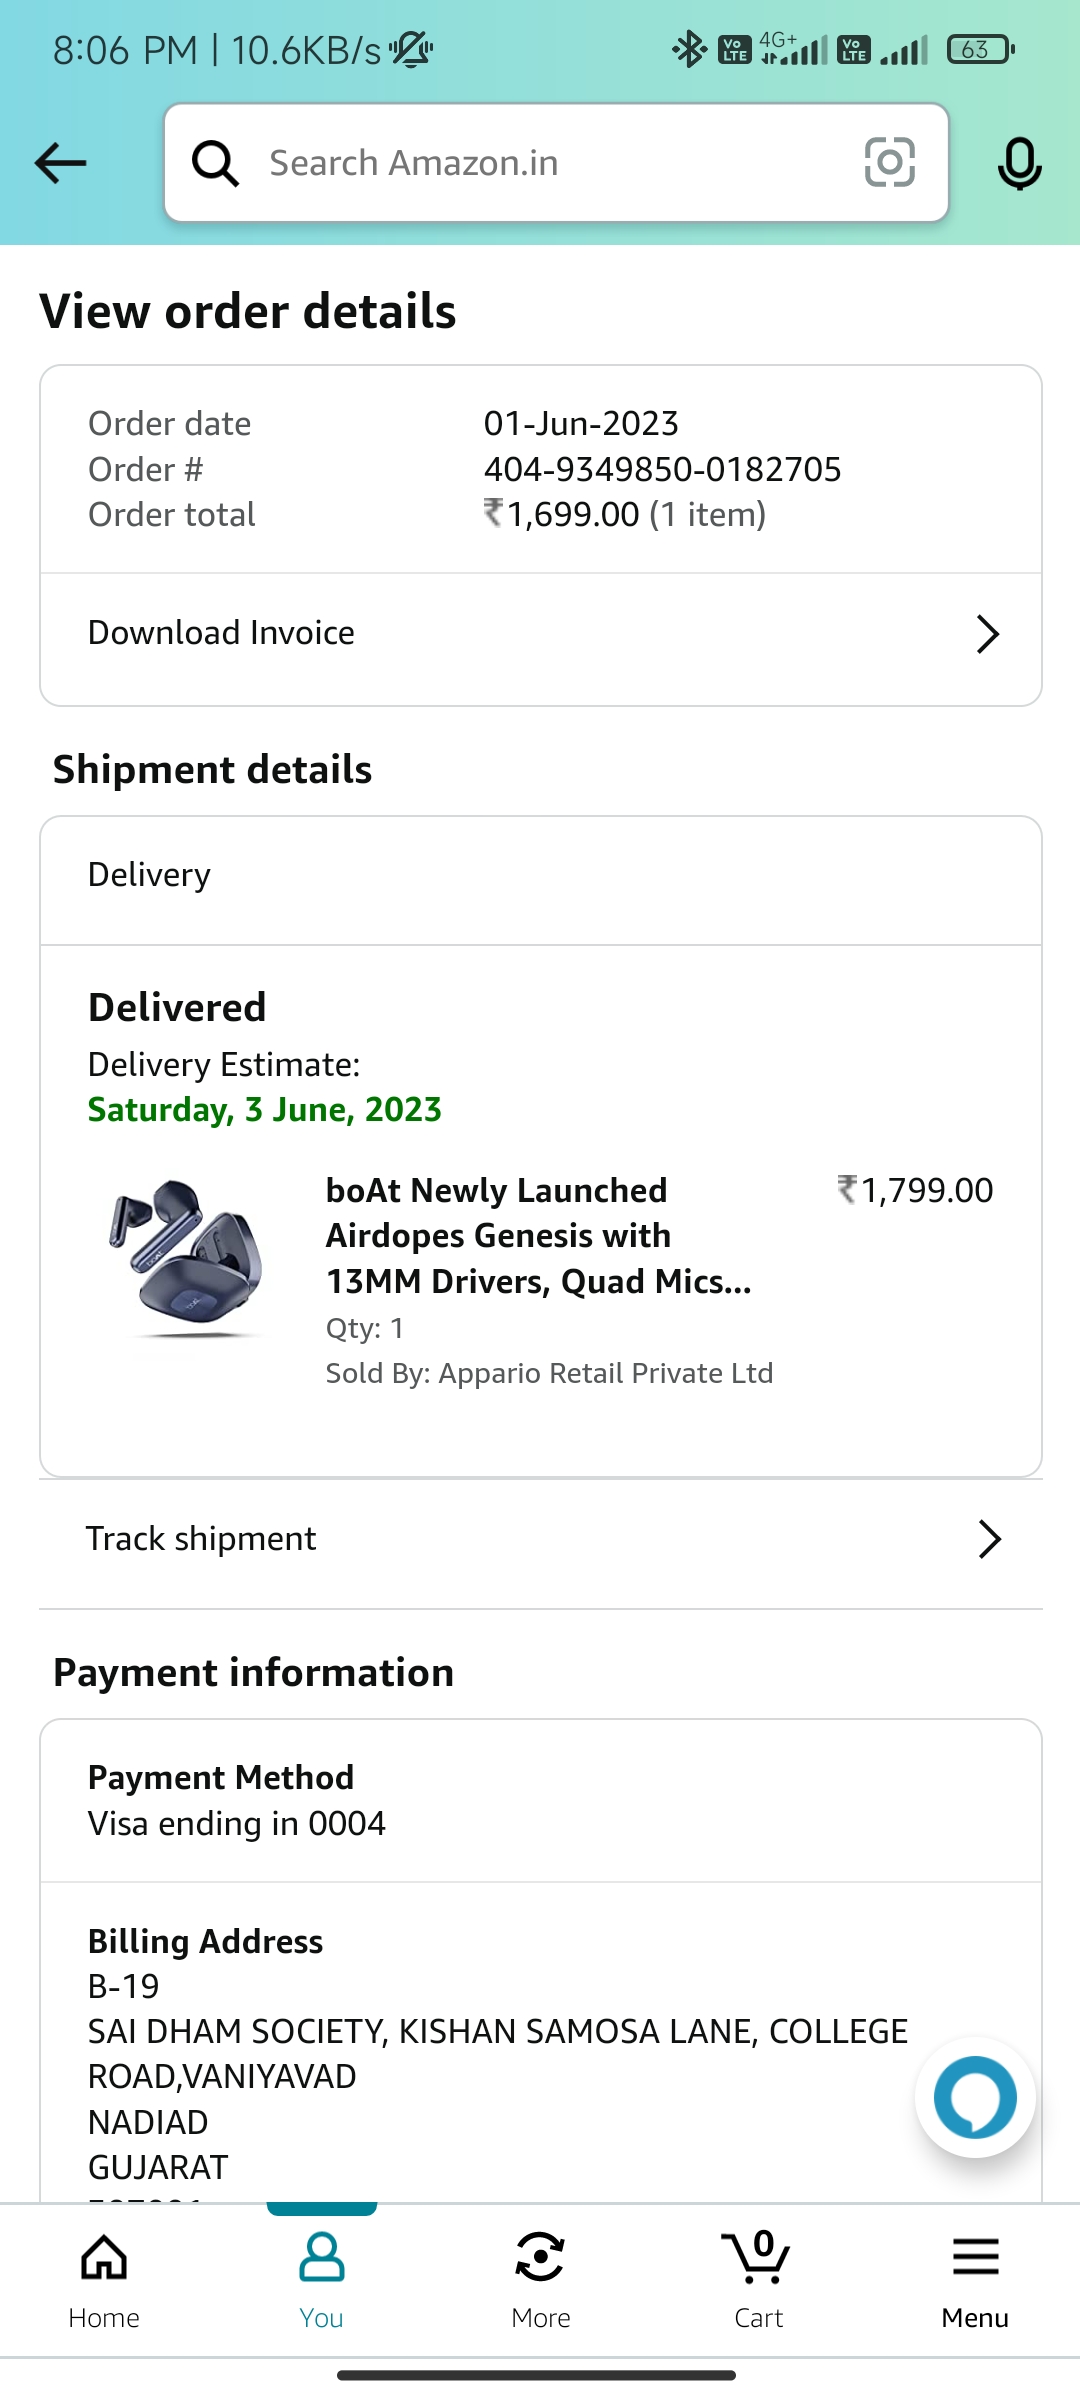 8:06 PM | 10.6KB/s
Vo LTE 4G+ Vo LTE 63
Search Amazon.in
View order details
Order date 01-Jun-2023
Order # 404-9349850-0182705
Order total ₹1,699.00 (1 item)
Download Invoice
Shipment details
Delivery
Delivered
Delivery Estimate:
Saturday, 3 June, 2023
boAt Newly Launched ₹1,799.00
Airdopes Genesis with
13MM Drivers, Quad Mics...
Qty: 1
Sold By: Appario Retail Private Ltd
Track shipment
Payment information
Payment Method
Visa ending in 0004
Billing Address
B-19
SAI DHAM SOCIETY, KISHAN SAMOSA LANE, COLLEGE
ROAD,VANIYAVAD
NADIAD
GUJARAT
0
Home You More Cart Menu